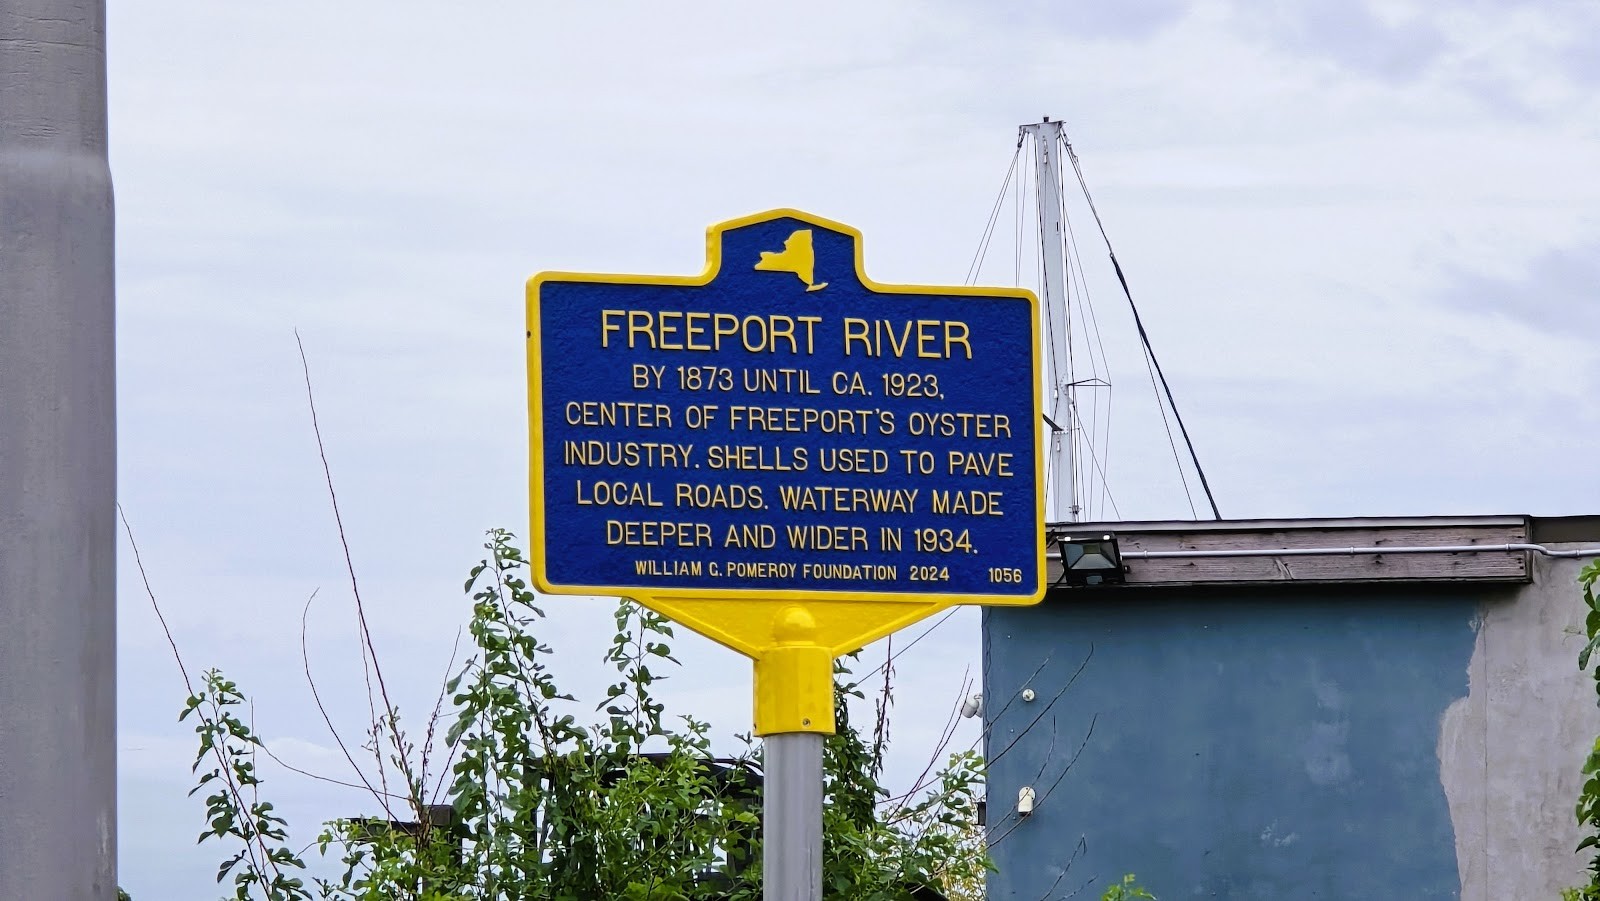 FREEPORT RIVER
BY 1873 UNTIL CA. 1923,
CENTER OF FREEPORT'S OYSTER
INDUSTRY. SHELLS USED TO PAVE
LOCAL ROADS. WATERWAY MADE
DEEPER AND WIDER IN 1934.
WILLIAM G. POMEROY FOUNDATION 2024 1056